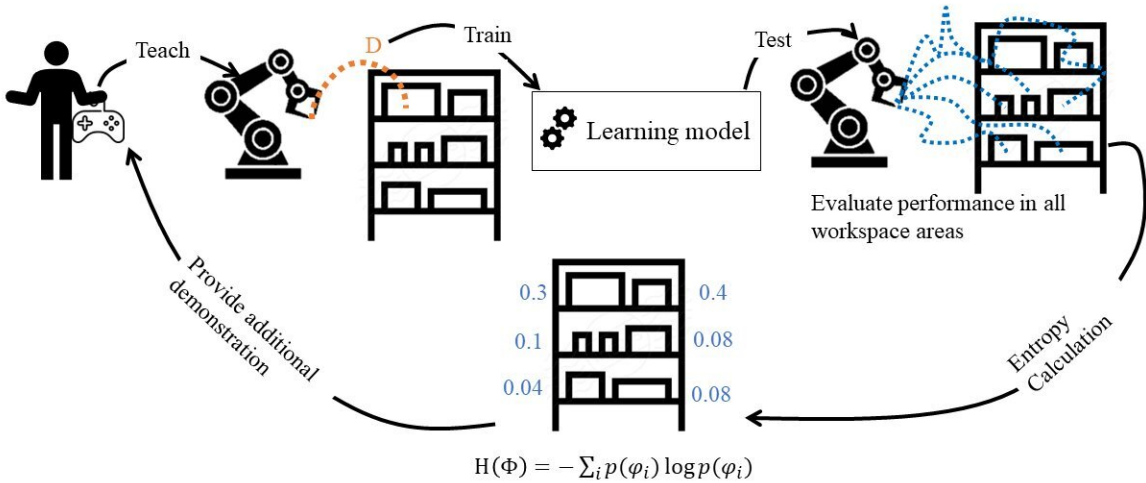 Teach
D
Train
Learning model
Test
Evaluate performance in all
workspace areas
Entropy
Calculation
0.3
0.4
0.1
0.08
0.04
0.08
Provide additional
demonstration
H(Φ) = − ∑ᵢ p(φᵢ) log p(φᵢ)